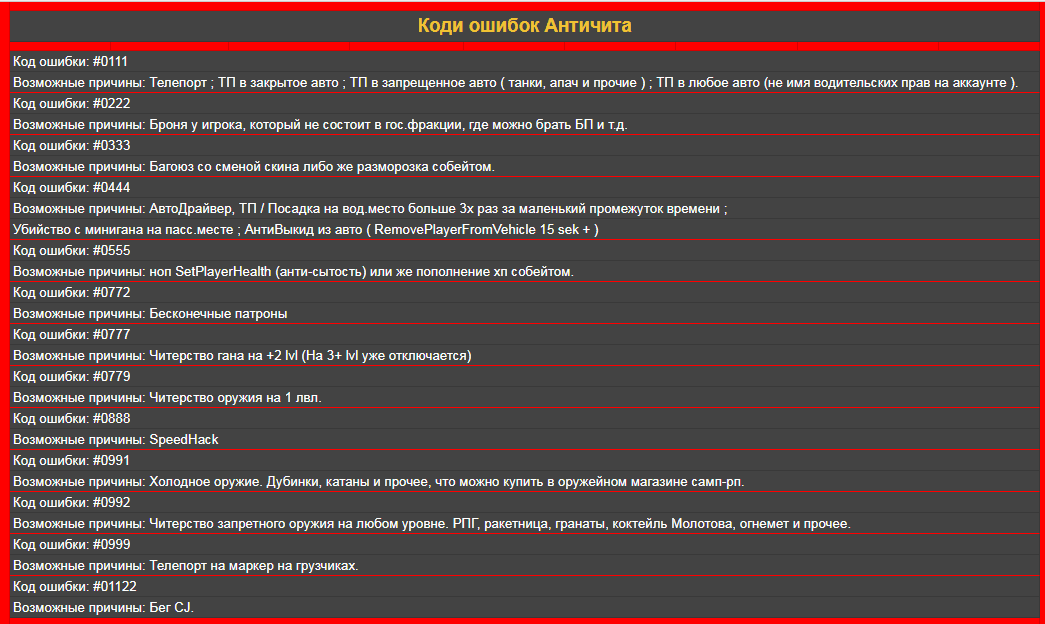 Коди ошибок Античита
Код ошибки: #0111
Возможные причины: Телепорт ; ТП в закрытое авто ; ТП в запрещенное авто ( танки, апач и прочие ) ; ТП в любое авто (не имя водительских прав на аккаунте ).
Код ошибки: #0222
Возможные причины: Броня у игрока, который не состоит в гос.фракции, где можно брать БП и т.д.
Код ошибки: #0333
Возможные причины: Багоюз со сменой скина либо же разморозка собейтом.
Код ошибки: #0444
Возможные причины: АвтоДрайвер, ТП / Посадка на вод.место больше 3х раз за маленький промежуток времени ;
Убийство с минигана на пасс.месте ; АнтиВыкид из авто ( RemovePlayerFromVehicle 15 sek + )
Код ошибки: #0555
Возможные причины: ноп SetPlayerHealth (анти-сытость) или же пополнение хп собейтом.
Код ошибки: #0772
Возможные причины: Бесконечные патроны
Код ошибки: #0777
Возможные причины: Читерство гана на +2 lvl (На 3+ lvl уже отключается)
Код ошибки: #0779
Возможные причины: Читерство оружия на 1 лвл.
Код ошибки: #0888
Возможные причины: SpeedHack
Код ошибки: #0991
Возможные причины: Холодное оружие. Дубинки, катаны и прочее, что можно купить в оружейном магазине самп-рп.
Код ошибки: #0992
Возможные причины: Читерство запретного оружия на любом уровне. РПГ, ракетница, гранаты, коктейль Молотова, огнемет и прочее.
Код ошибки: #0999
Возможные причины: Телепорт на маркер на грузчиках.
Код ошибки: #01122
Возможные причины: Бег CJ.